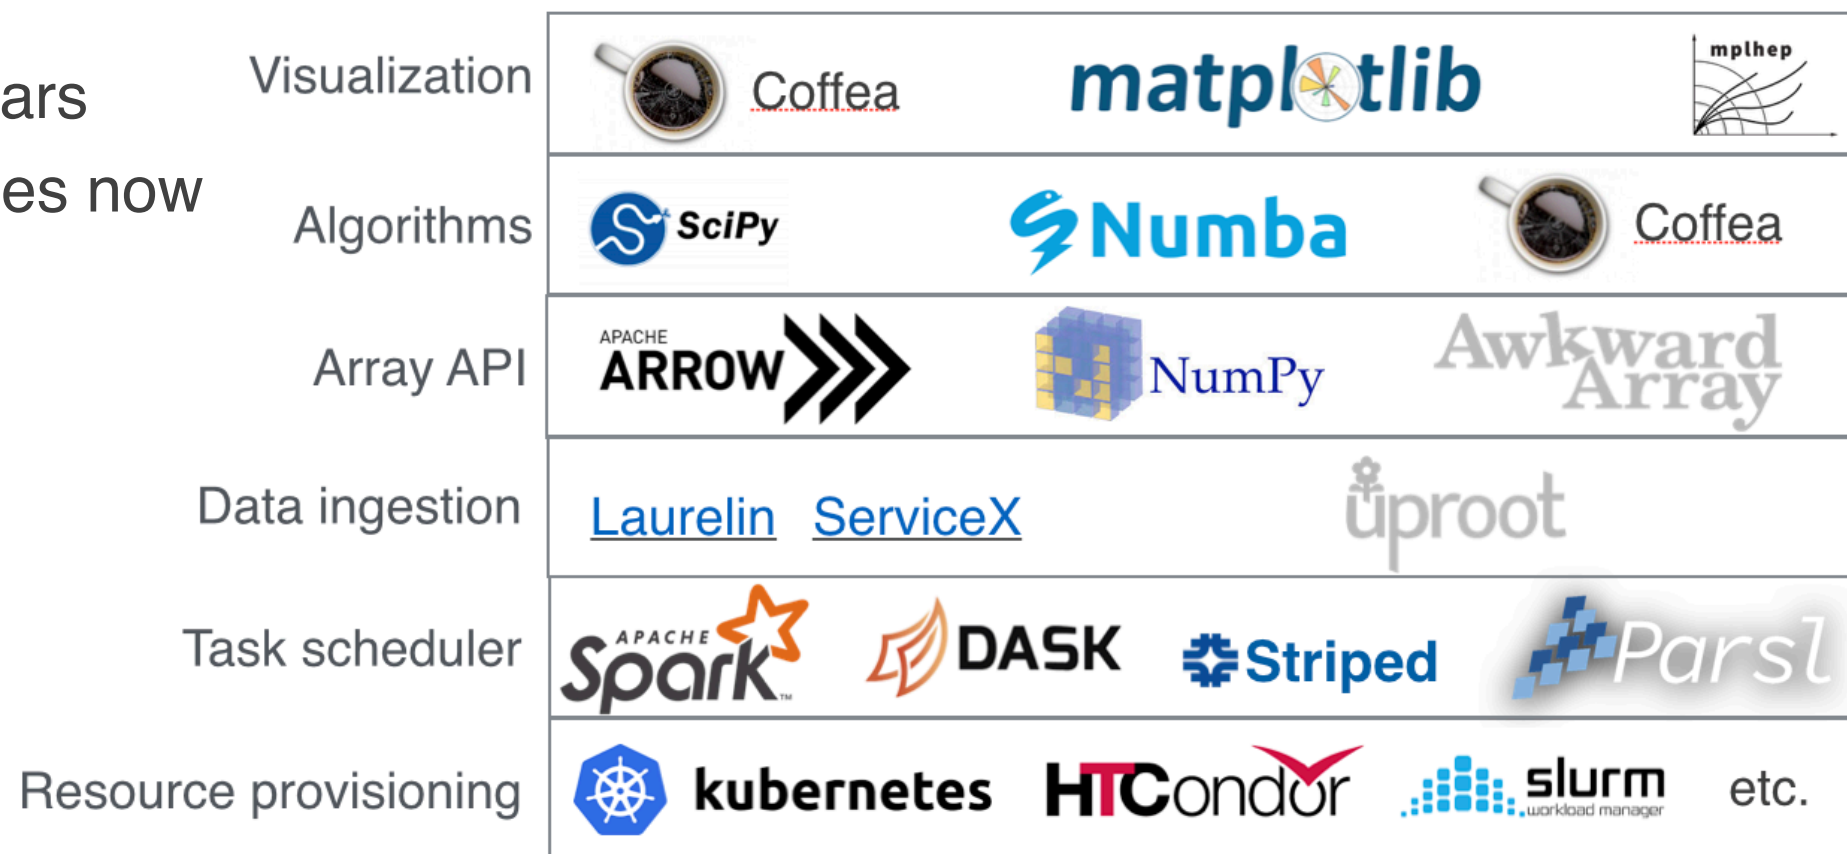 ars
es now
Visualization
Coffea
matplotlib
mplhep
Algorithms
SciPy
Numba
Coffea
Array API
APACHE
ARROW
NumPy
Awkward
Array
Data ingestion
Laurelin ServiceX
uproot
Task scheduler
APACHE
Spark™
DASK
Striped
Parsl
Resource provisioning
kubernetes
HTCondor
slurm
workload manager
etc.